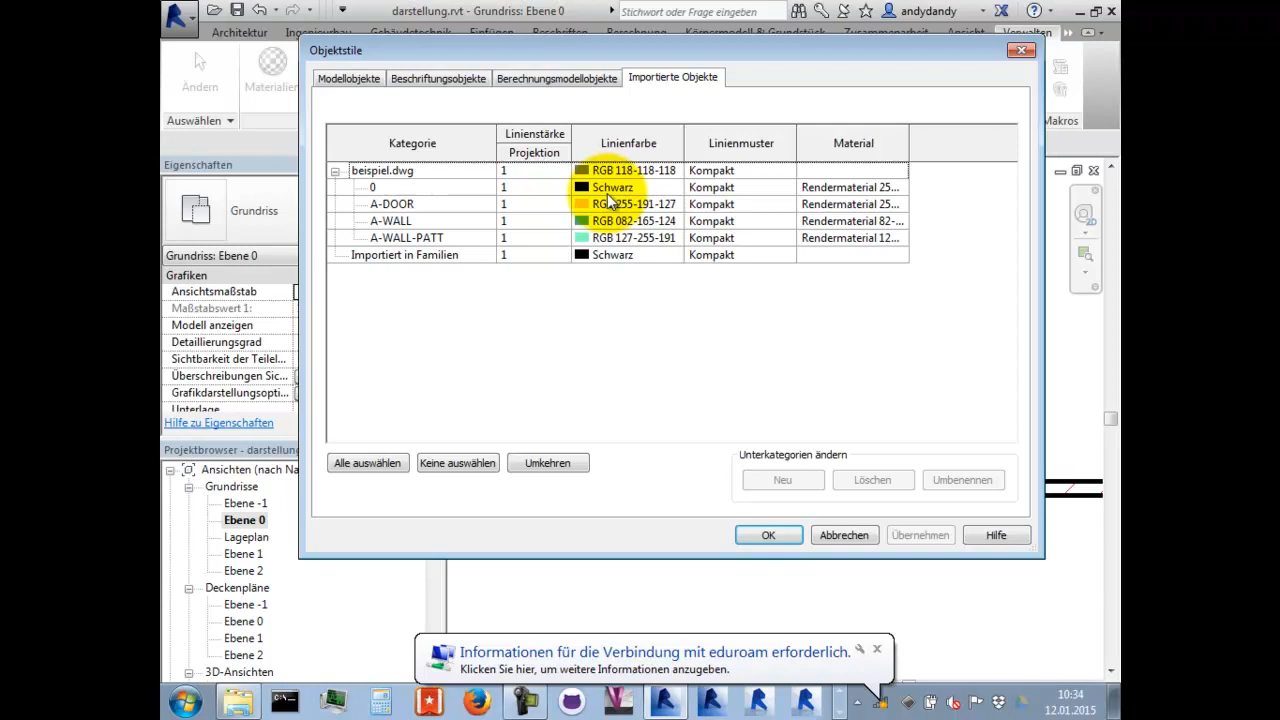 darstellung.rvt - Grundriss: Ebene 0
Stichwort oder Frage eingeben
andydandy
Architektur
Einfügen
Verwalten
Ändern
Materialien
Auswählen
Makros
Objektstile
Modellobjekte
Beschriftungsobjekte
Berechnungsmodellobjekte
Importierte Objekte
Kategorie
Linienstärke
Projektion
Linienfarbe
Linienmuster
Material
beispiel.dwg 1 RGB 118-118-118 Kompakt
0 1 Schwarz Kompakt Rendermaterial 25...
A-DOOR 1 RGB 255-191-127 Kompakt Rendermaterial 25...
A-WALL 1 RGB 082-165-124 Kompakt Rendermaterial 82-...
A-WALL-PATT 1 RGB 127-255-191 Kompakt Rendermaterial 12...
Importiert in Familien 1 Schwarz Kompakt
Alle auswählen
Keine auswählen
Umkehren
Unterkategorien ändern
Neu
Löschen
Umbenennen
OK
Abbrechen
Übernehmen
Hilfe
Eigenschaften
Grundriss
Grundriss: Ebene 0
Grafiken
Ansichtsmaßstab
Maßstabswert 1:
Modell anzeigen
Detaillierungsgrad
Sichtbarkeit der Teilel...
Überschreibungen Sic...
Grafikdarstellungsopti...
Unterlage
Hilfe zu Eigenschaften
Projektbrowser - darstellung
Ansichten (nach Na
Grundrisse
Ebene -1
Ebene 0
Lageplan
Ebene 1
Ebene 2
Deckenpläne
Ebene -1
Ebene 0
Ebene 1
Ebene 2
3D-Ansichten
Informationen für die Verbindung mit eduroam erforderlich.
Klicken Sie hier, um weitere Informationen anzugeben.
10:34
12.01.2015